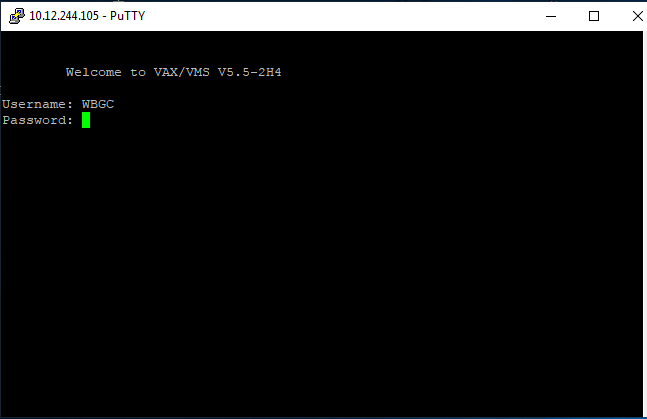 10.12.244.105 - PuTTY
Welcome to VAX/VMS V5.5-2H4
Username: WBGC
Password: